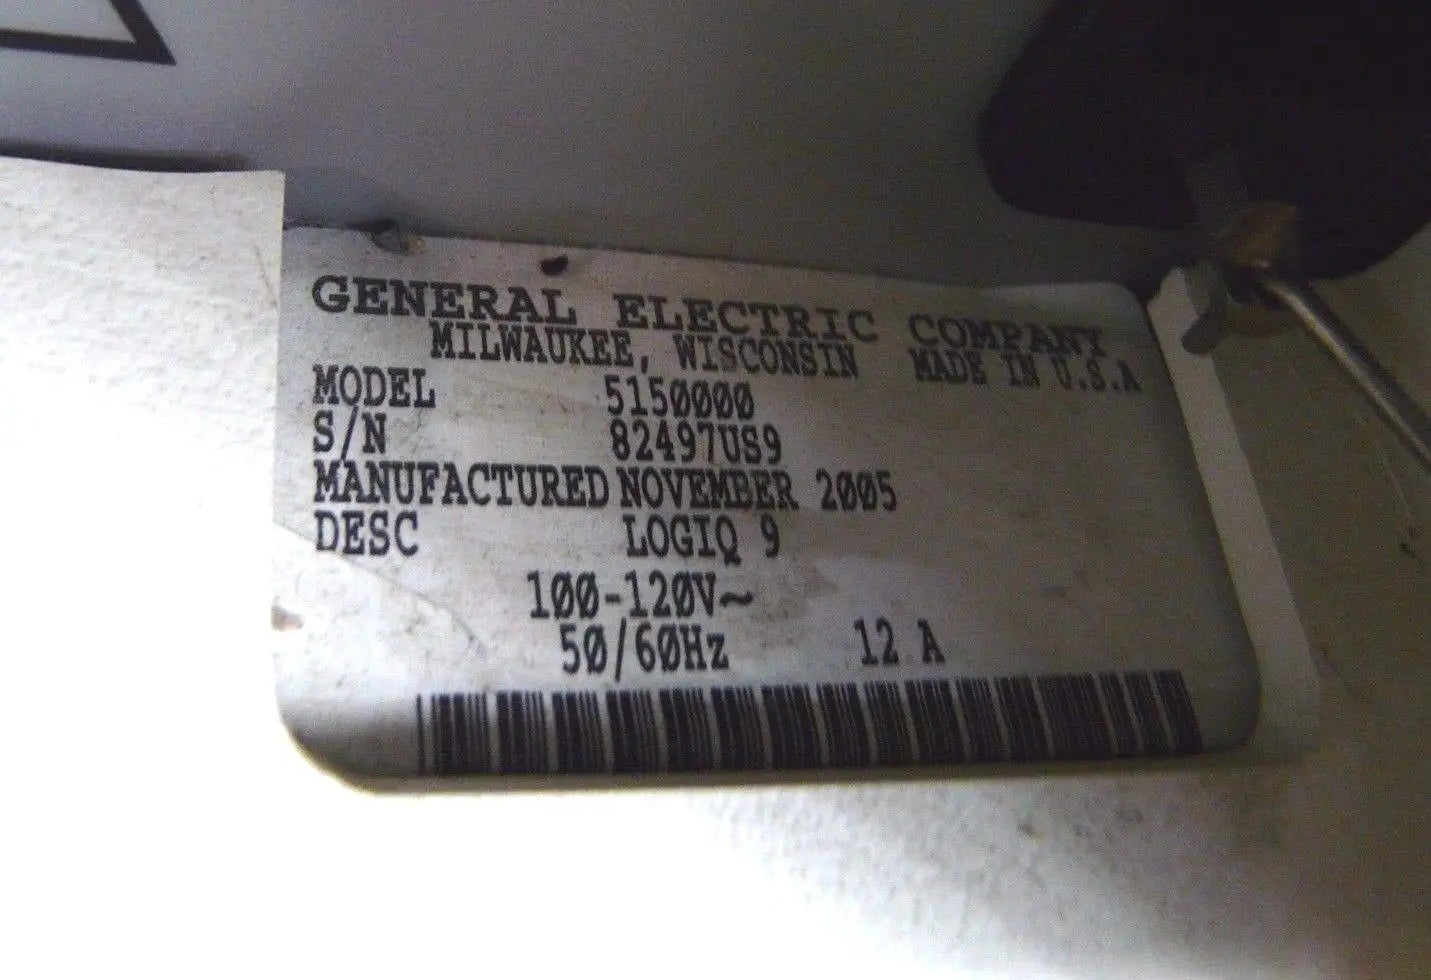 GENERAL ELECTRIC COMPANY
MILWAUKEE, WISCONSIN MADE IN U.S.A
MODEL 5150000
S/N 82497US9
MANUFACTURED NOVEMBER 2005
DESC LOGIQ 9
100-120V~
50/60Hz 12 A